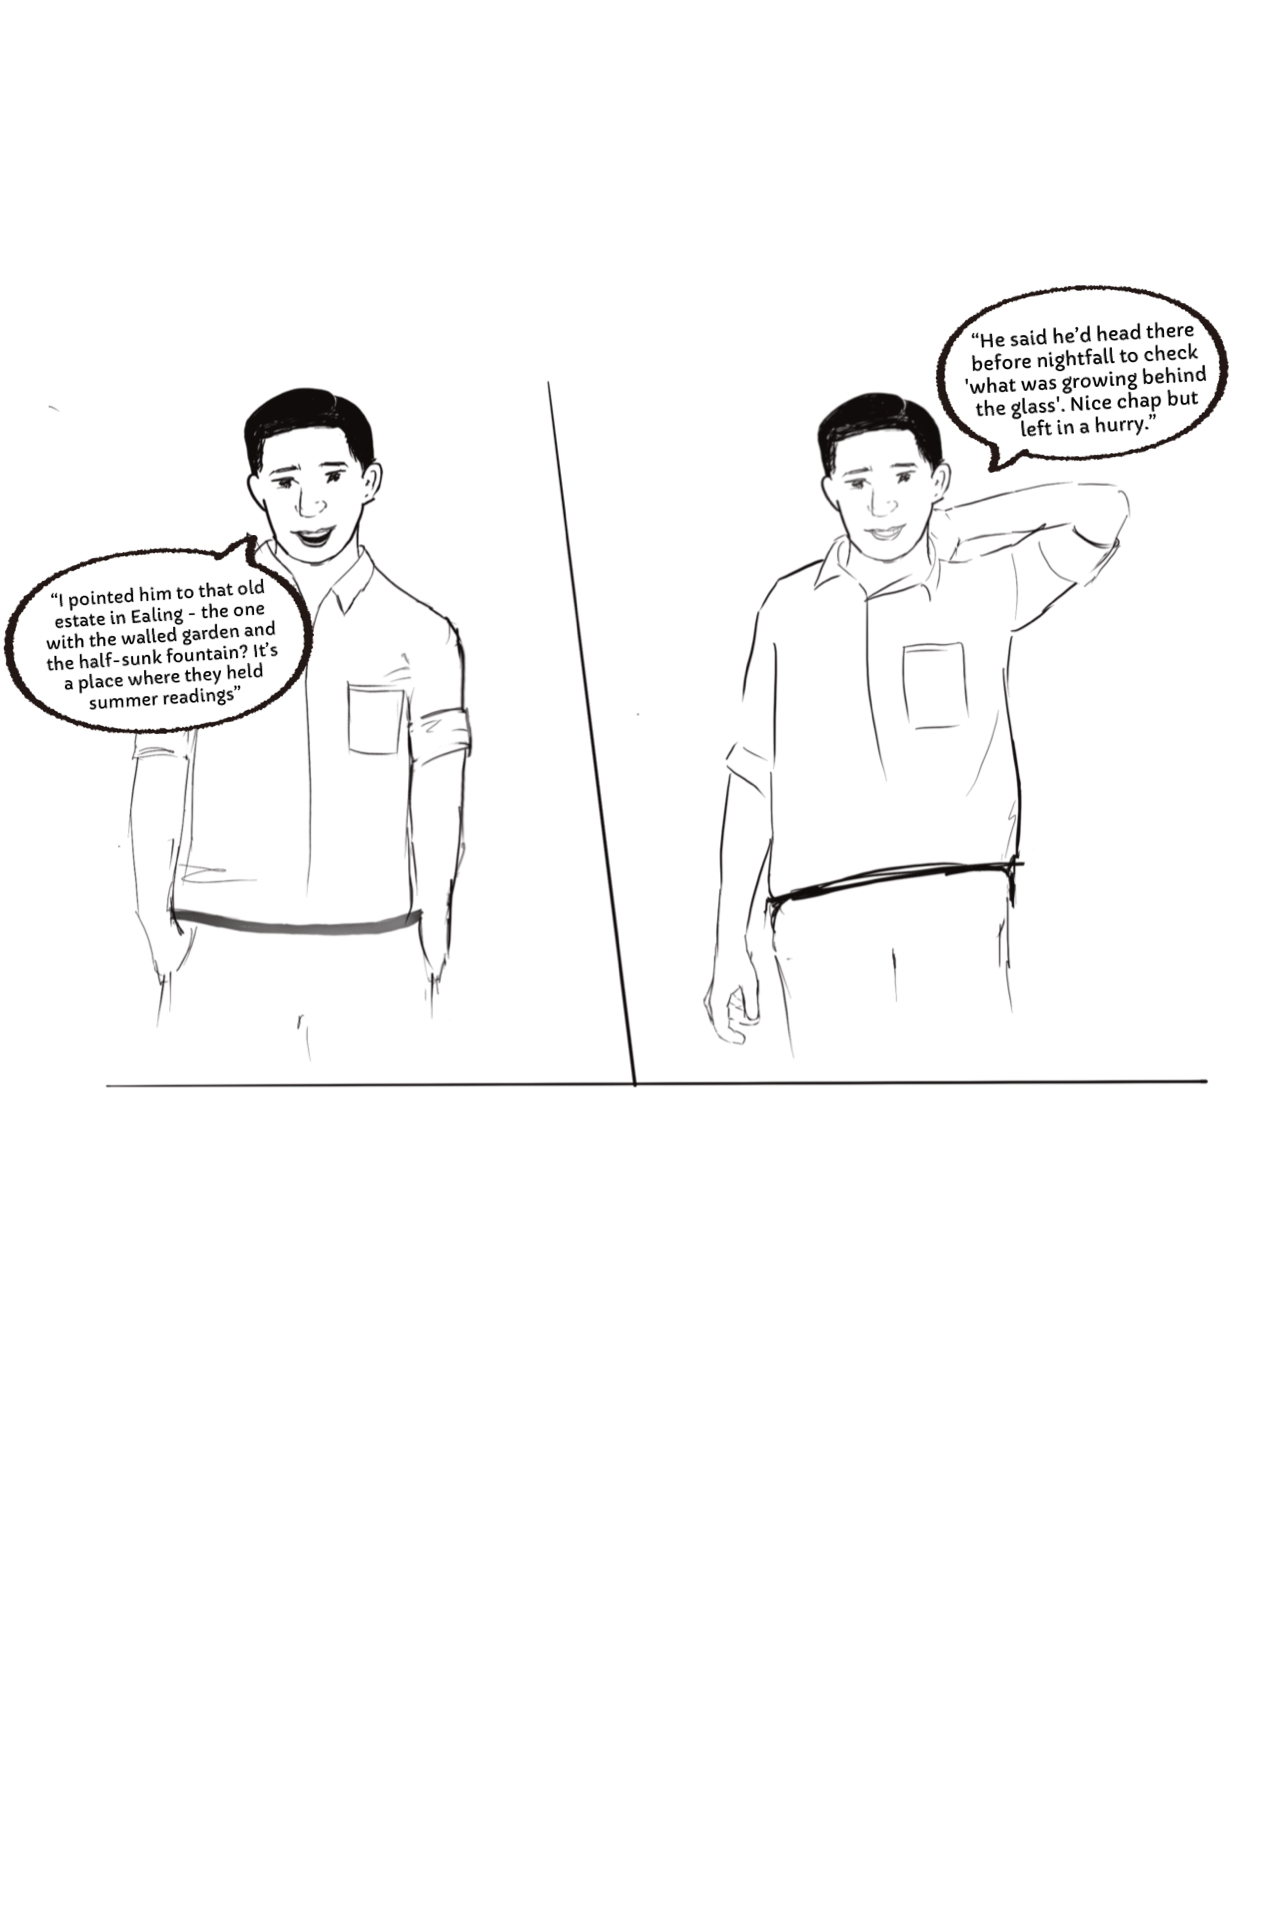 “I pointed him to that old
estate in Ealing - the one
with the walled garden and
the half-sunk fountain? It’s
a place where they held
summer readings”
“He said he’d head there
before nightfall to check
'what was growing behind
the glass'. Nice chap but
left in a hurry.”